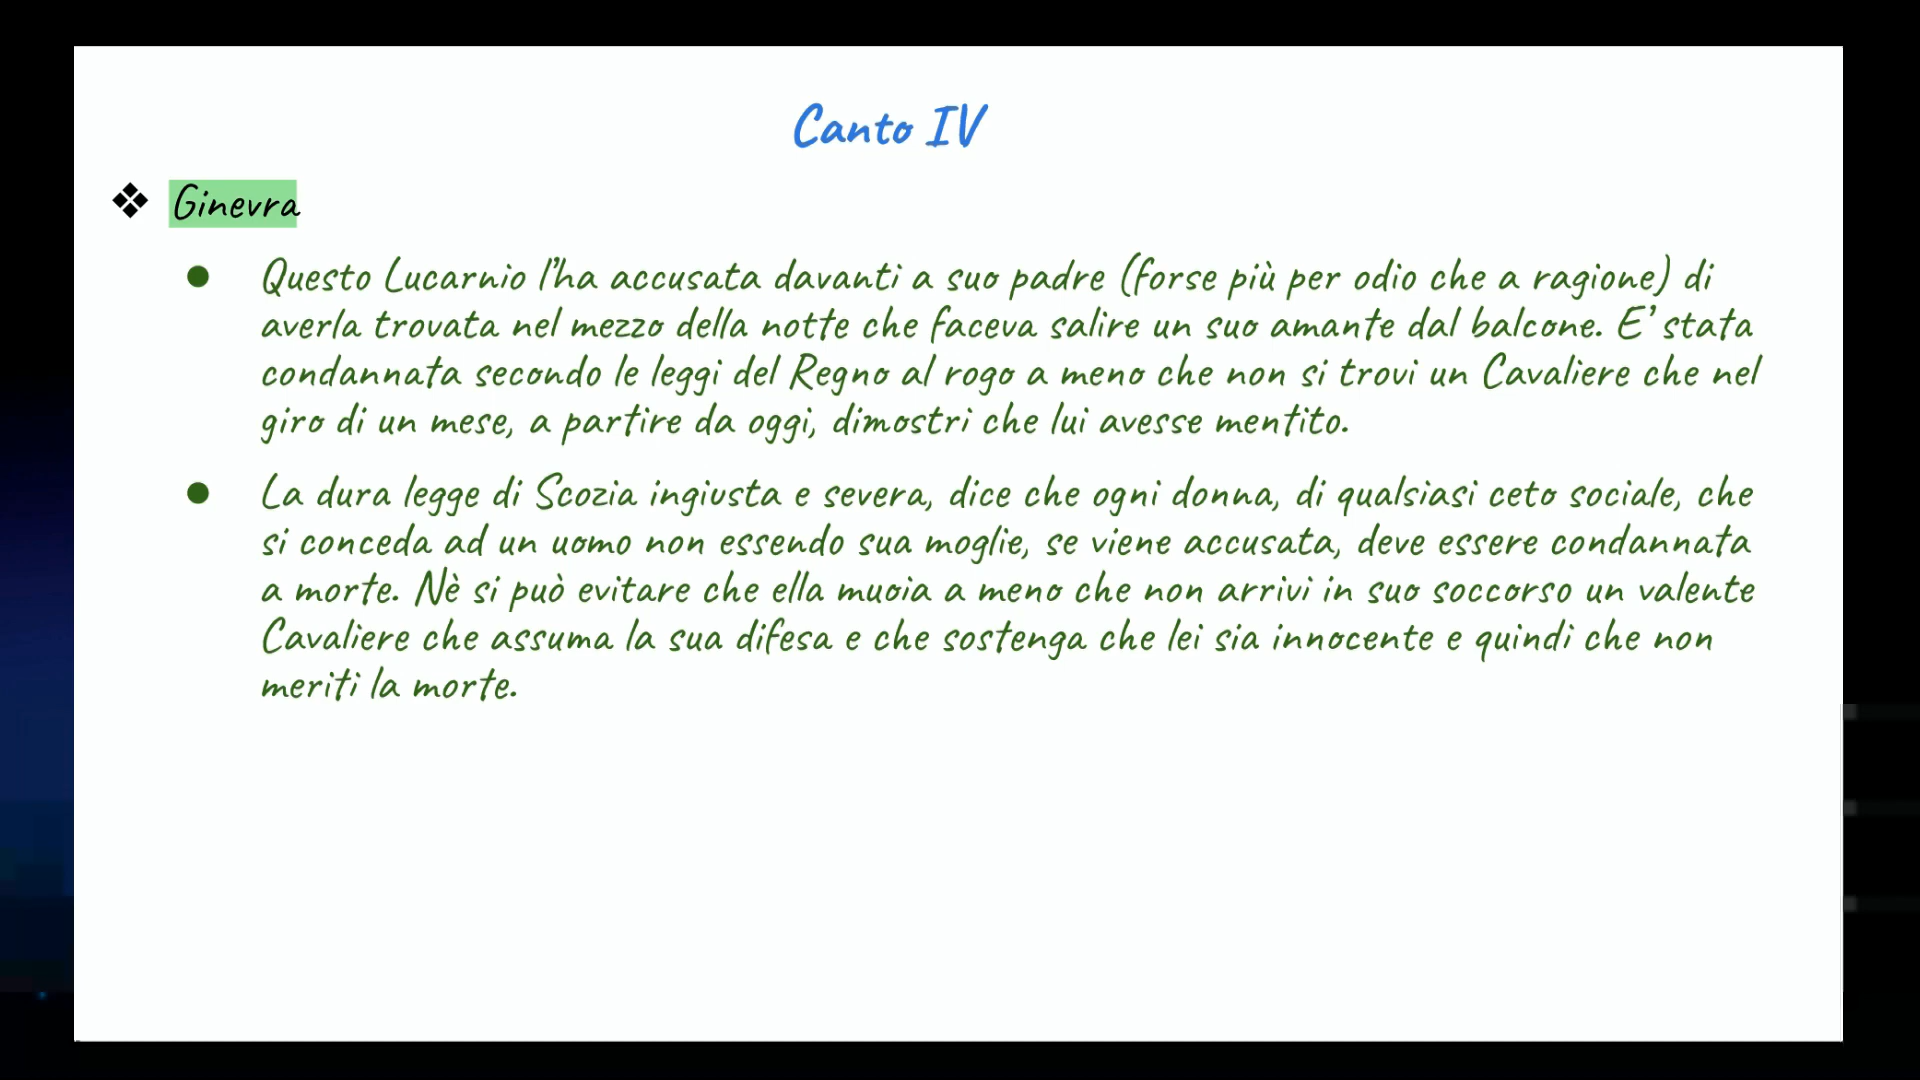 Canto IV
Ginevra
Questo Lucarnio l'ha accusata davanti a suo padre (forse più per odio che a ragione) di
averla trovata nel mezzo della notte che faceva salire un suo amante dal balcone. E' stata
condannata secondo le leggi del Regno al rogo a meno che non si trovi un Cavaliere che nel
giro di un mese, a partire da oggi, dimostri che lui avesse mentito.
La dura legge di Scozia ingiusta e severa, dice che ogni donna, di qualsiasi ceto sociale, che
si conceda ad un uomo non essendo sua moglie, se viene accusata, deve essere condannata
a morte. Nè si può evitare che ella muoia a meno che non arrivi in suo soccorso un valente
Cavaliere che assuma la sua difesa e che sostenga che lei sia innocente e quindi che non
meriti la morte.